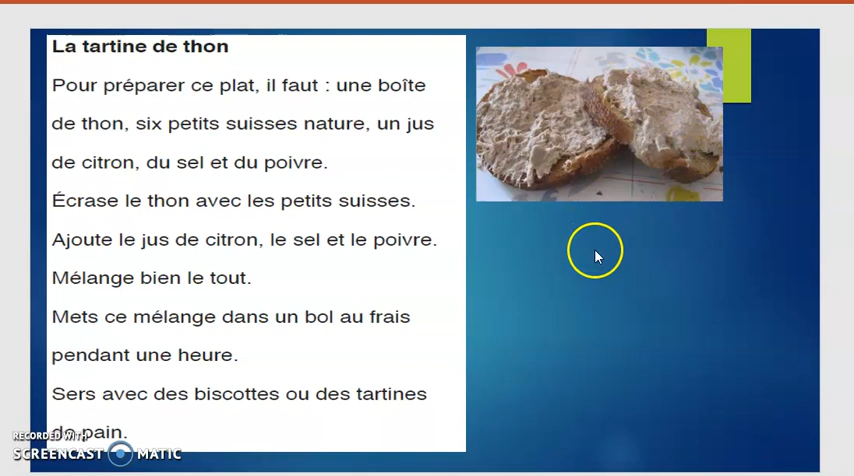 La tartine de thon
Pour préparer ce plat, il faut : une boîte
de thon, six petits suisses nature, un jus
de citron, du sel et du poivre.
Écrase le thon avec les petits suisses.
Ajoute le jus de citron, le sel et le poivre.
Mélange bien le tout.
Mets ce mélange dans un bol au frais
pendant une heure.
Sers avec des biscottes ou des tartines
de pain.
RECORDED WITH
SCREENCAST MATIC